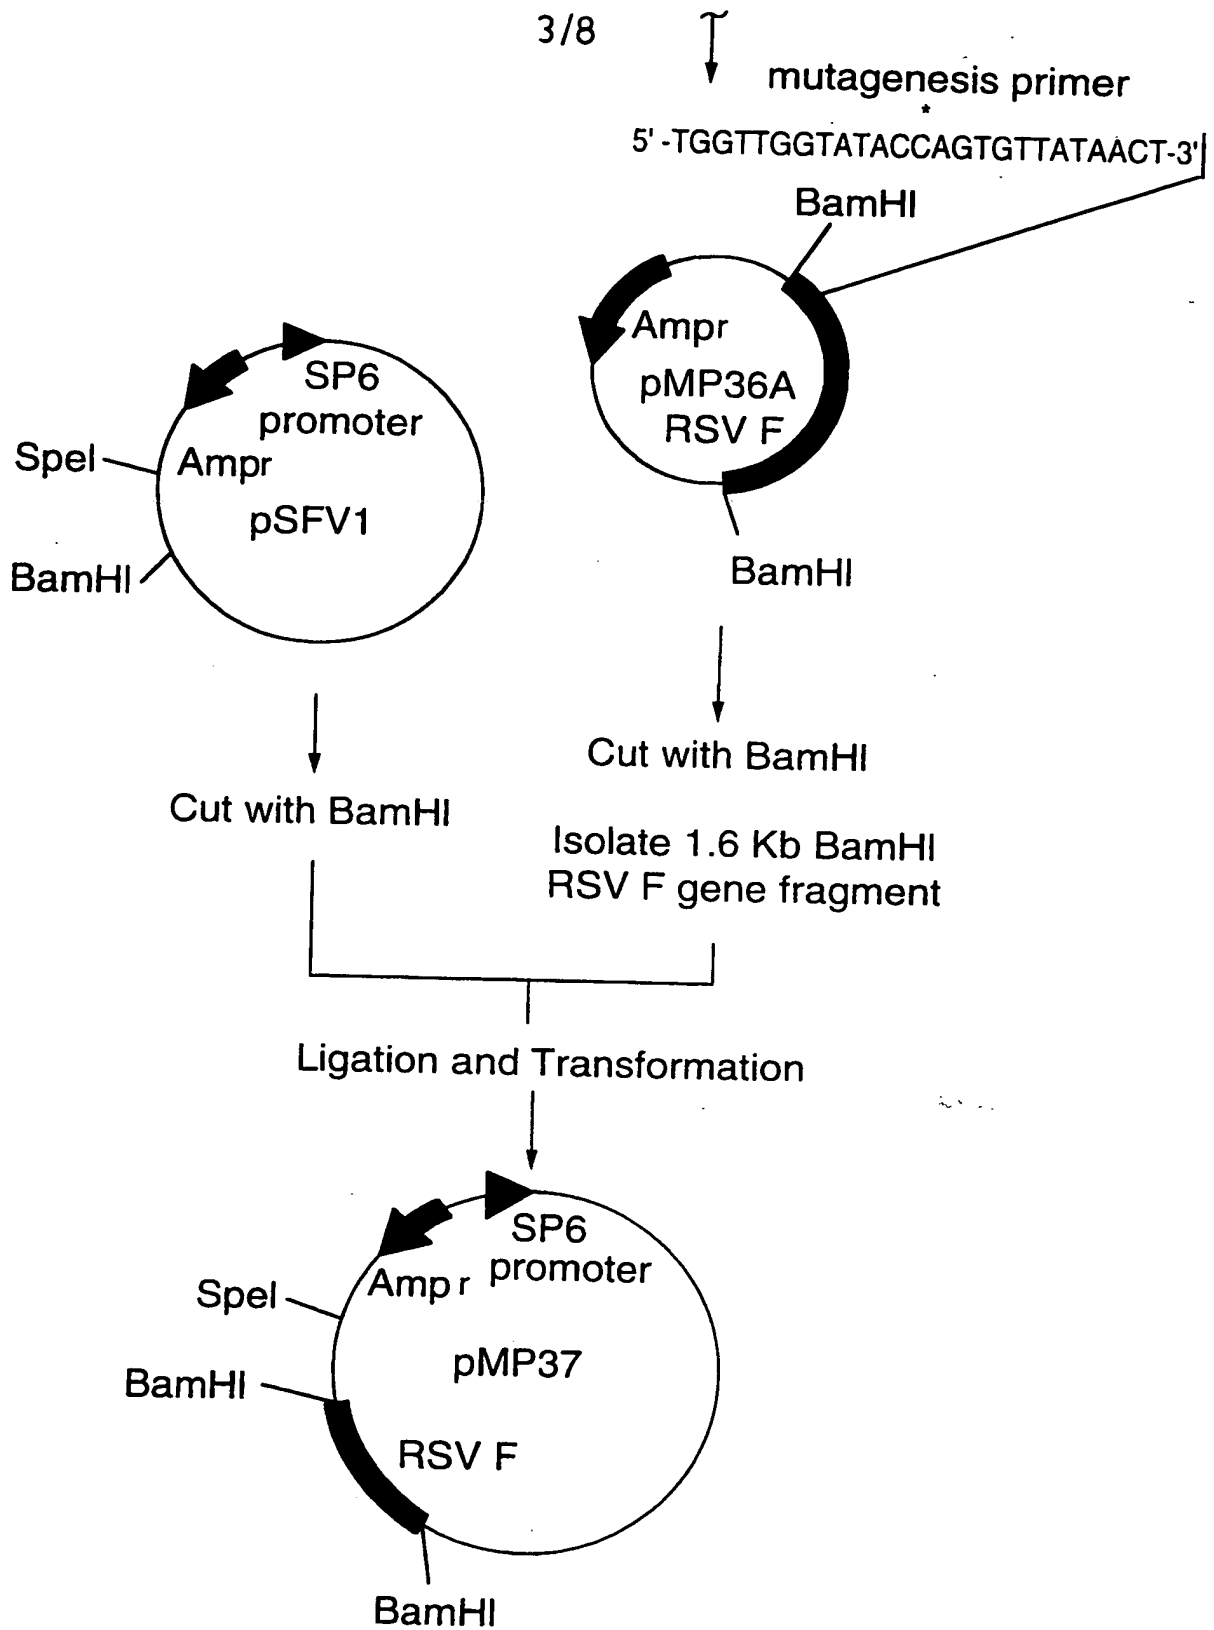 3/8
mutagenesis primer
*
5'-TGGTTGGTATACCAGTGTTATAACT-3'
BamHI
Ampr
pMP36A
RSV F
BamHI
SP6
promoter
SpeI
Ampr
pSFV1
BamHI
Cut with BamHI
Cut with BamHI
Isolate 1.6 Kb BamHI
RSV F gene fragment
Ligation and Transformation
SP6
promoter
Ampr
SpeI
pMP37
BamHI
RSV F
BamHI